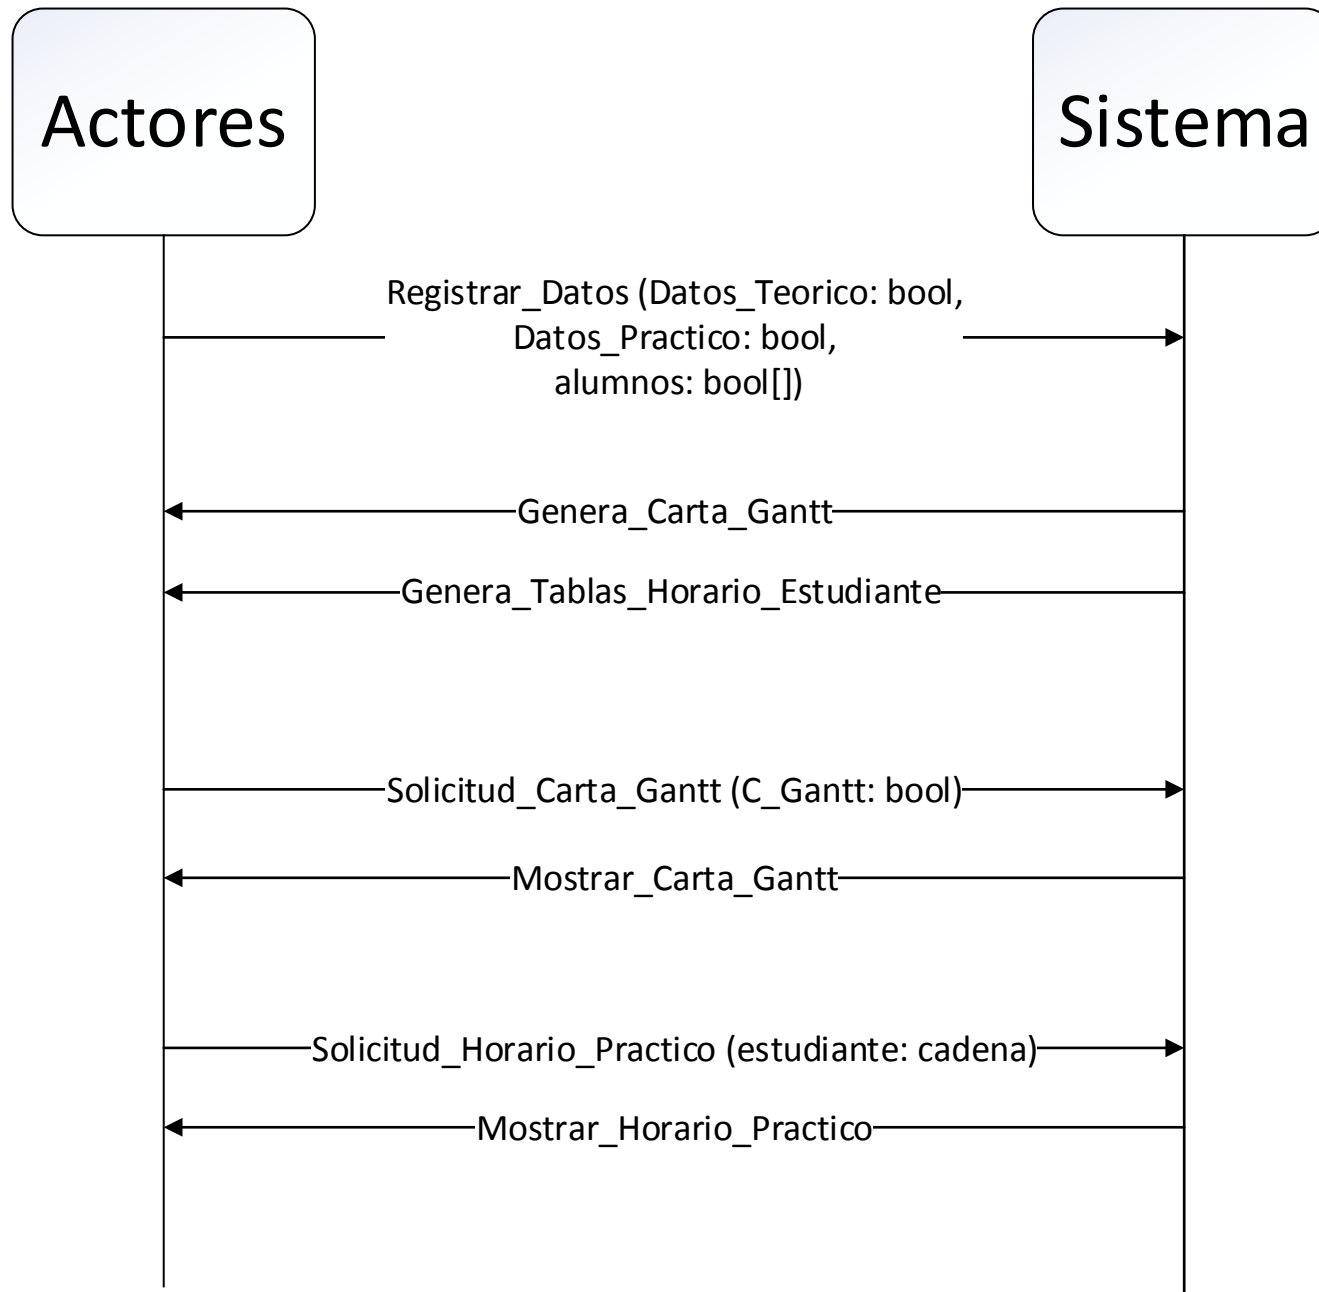 Actores
Sistema
Registrar_Datos (Datos_Teorico: bool,
Datos_Practico: bool,
alumnos: bool[])
Genera_Carta_Gantt
Genera_Tablas_Horario_Estudiante
Solicitud_Carta_Gantt (C_Gantt: bool)
Mostrar_Carta_Gantt
Solicitud_Horario_Practico (estudiante: cadena)
Mostrar_Horario_Practico